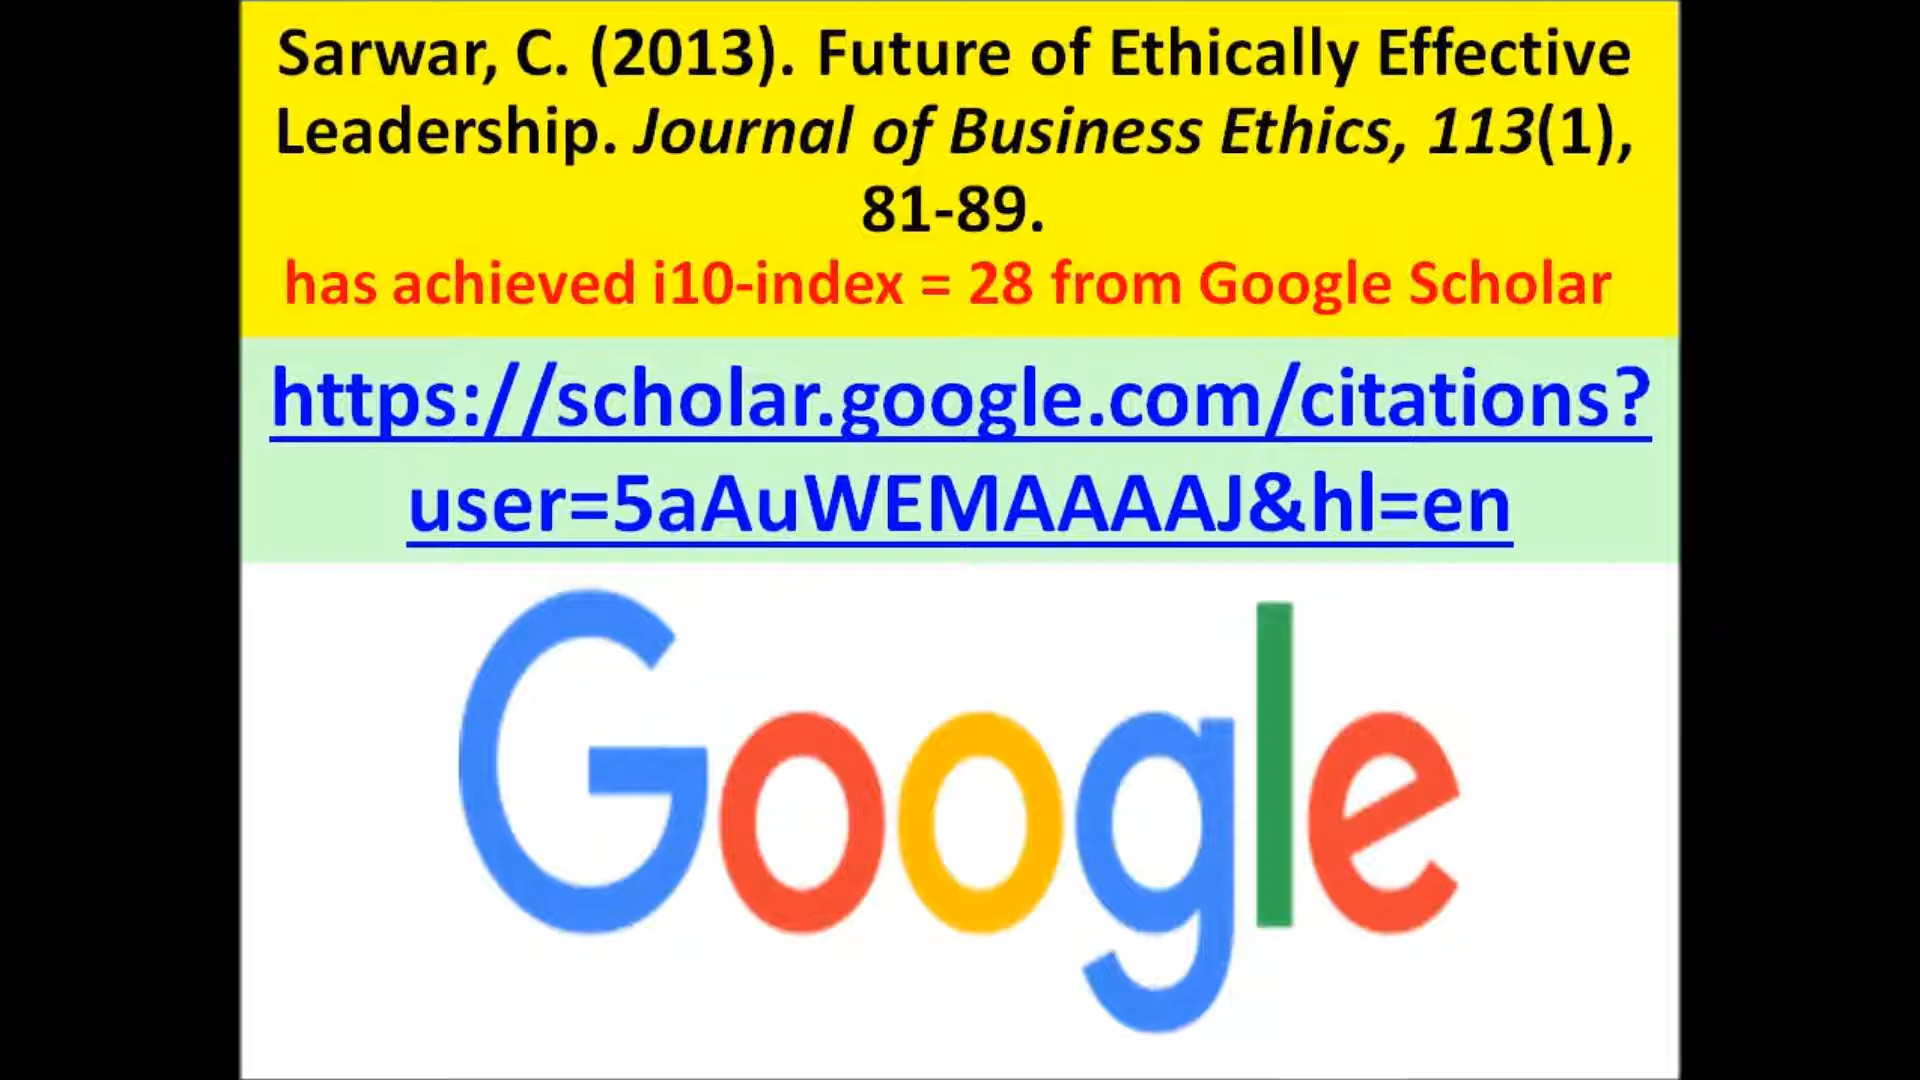 Sarwar, C. (2013). Future of Ethically Effective
Leadership. Journal of Business Ethics, 113(1),
81-89.
has achieved i10-index = 28 from Google Scholar
https://scholar.google.com/citations?
user=5aAuWEMAAAAJ&hl=en
Google